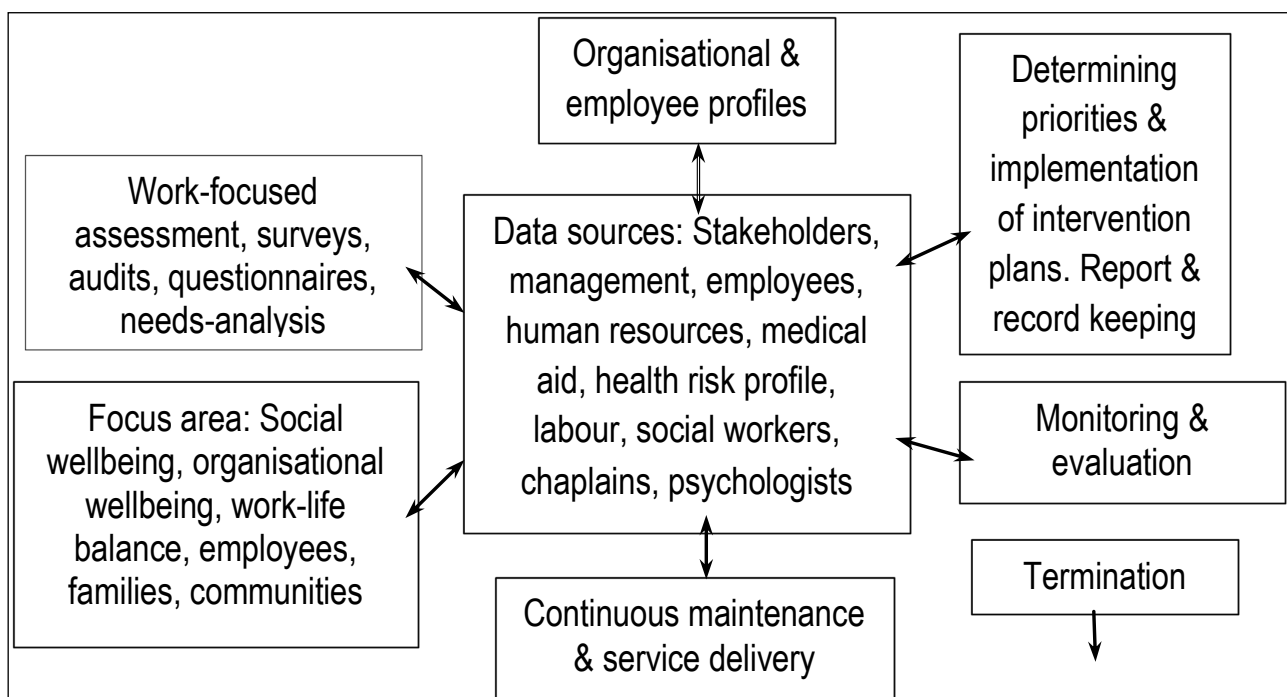 Organisational &
employee profiles
Determining
priorities &
implementation
of intervention
plans. Report &
record keeping
Work-focused
assessment, surveys,
audits, questionnaires,
needs-analysis
Data sources: Stakeholders,
management, employees,
human resources, medical
aid, health risk profile,
labour, social workers,
chaplains, psychologists
Focus area: Social
wellbeing, organisational
wellbeing, work-life
balance, employees,
families, communities
Monitoring &
evaluation
Termination
Continuous maintenance
& service delivery